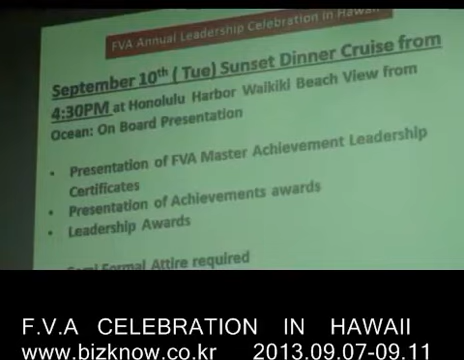 FVA Annual Leadership Celebration in Hawaii
September 10th ( Tue) Sunset Dinner Cruise from
4:30PM at Honolulu Harbor Waikiki Beach View from
Ocean: On Board Presentation
• Presentation of FVA Master Achievement Leadership
Certificates
• Presentation of Achievements awards
• Leadership Awards
Semi Formal Attire required
F.V.A CELEBRATION IN HAWAII
www.bizknow.co.kr 2013.09.07-09.11